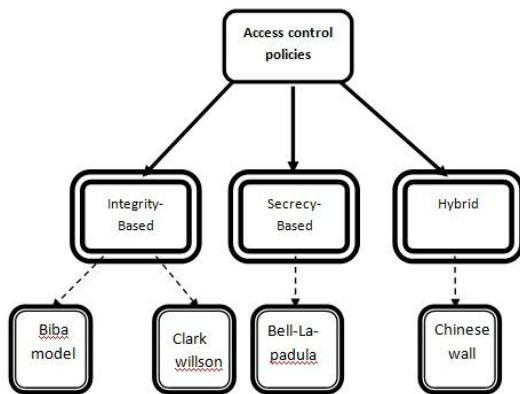 Access control
policies
Integrity-
Based
Secrecy-
Based
Hybrid
Biba
model
Clark
willson
Bell-La-
padula
Chinese
wall